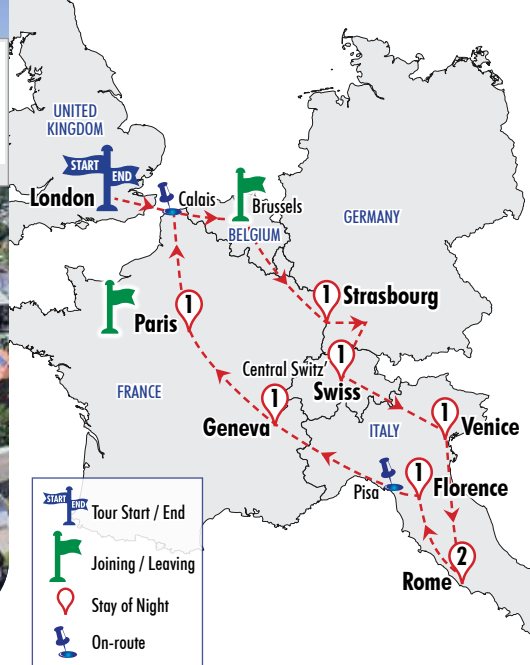 UNITED
KINGDOM
START
END
London
Calais
Brussels
BELGIUM
GERMANY
1
Strasbourg
1
Paris
1
Central Switz'
Swiss
FRANCE
1
Geneva
ITALY
1
Venice
Pisa
1
Florence
2
Rome
START
END
Tour Start / End
Joining / Leaving
Stay of Night
On-route